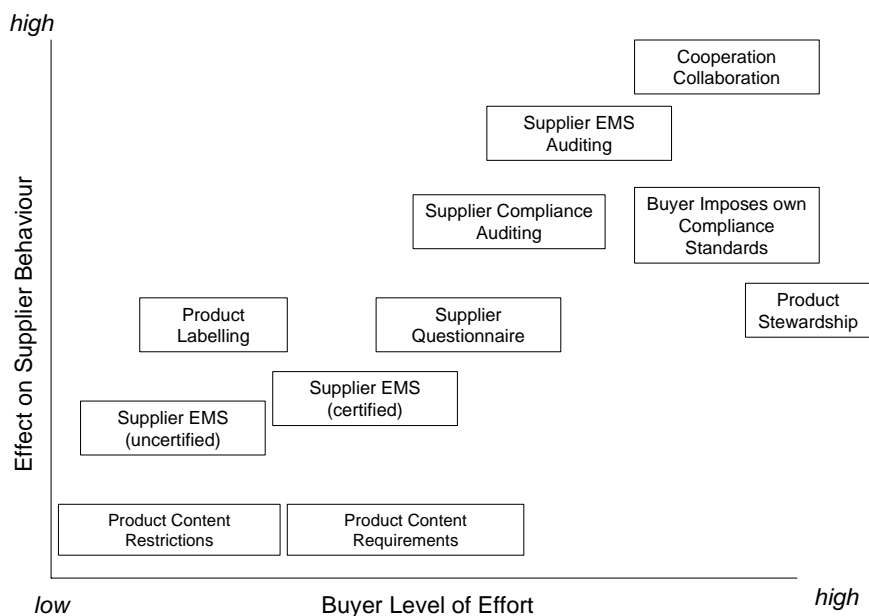 high
Cooperation
Collaboration
Supplier EMS
Auditing
Supplier Compliance
Auditing
Buyer Imposes own
Compliance
Standards
Effect on Supplier Behaviour
Product
Labelling
Supplier
Questionnaire
Product
Stewardship
Supplier EMS
(uncertified)
Supplier EMS
(certified)
Product Content
Restrictions
Product Content
Requirements
low
Buyer Level of Effort
high